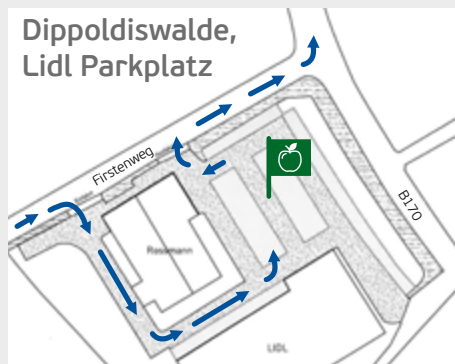 Dippoldiswalde,
Lidl Parkplatz
Firstenweg
B170
Rossmann
LIDL